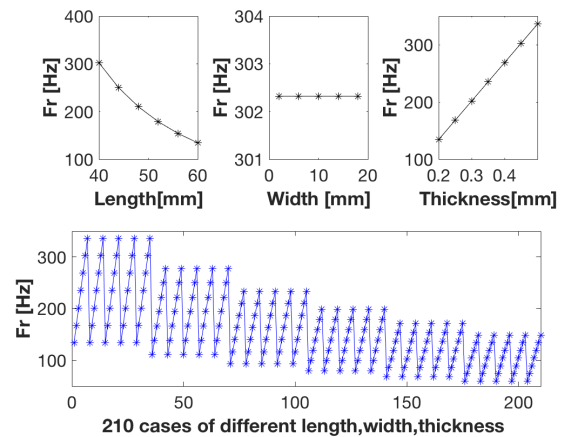 400
300
200
100
Fr [Hz]
40 50 60
Length[mm]
304
303
302
301
Fr [Hz]
0 10 20
Width [mm]
400
300
200
100
Fr [Hz]
0.2 0.3 0.4
Thickness[mm]
300
200
100
Fr [Hz]
0 50 100 150 200
210 cases of different length,width,thickness